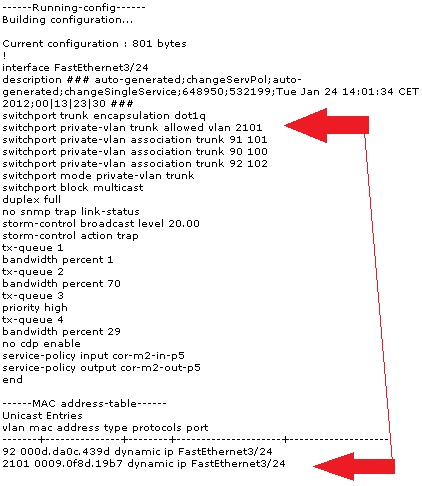 ------Running-config------
Building configuration...
Current configuration : 801 bytes
!
interface FastEthernet3/24
description ### auto-generated;changeServPol;auto-
generated;changeSingleService;648950;532199;Tue Jan 24 14:01:34 CET
2012;00|13|23|30 ###
switchport trunk encapsulation dot1q
switchport private-vlan trunk allowed vlan 2101
switchport private-vlan association trunk 91 101
switchport private-vlan association trunk 90 100
switchport private-vlan association trunk 92 102
switchport mode private-vlan trunk
switchport block multicast
duplex full
no snmp trap link-status
storm-control broadcast level 20.00
storm-control action trap
tx-queue 1
bandwidth percent 1
tx-queue 2
bandwidth percent 70
tx-queue 3
priority high
tx-queue 4
bandwidth percent 29
no cdp enable
service-policy input cor-m2-in-p5
service-policy output cor-m2-out-p5
end
------MAC address-table------
Unicast Entries
vlan mac address type protocols port
-------+---------------+--------+---------------------+--------------------
92 000d.da0c.439d dynamic ip FastEthernet3/24
2101 0009.0f8d.19b7 dynamic ip FastEthernet3/24